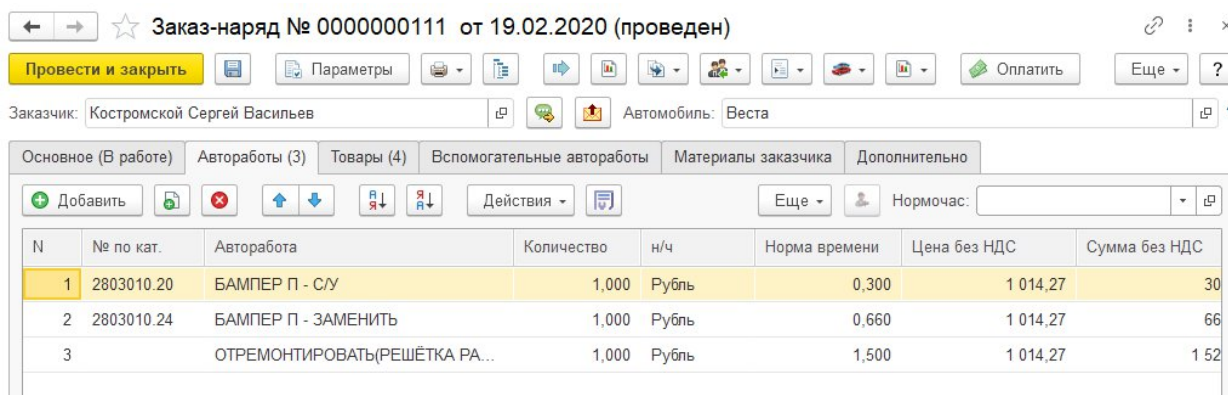 Заказ-наряд № 0000000111 от 19.02.2020 (проведен)
Провести и закрыть Параметры Оплатить Еще ?
Заказчик: Костромской Сергей Васильев Автомобиль: Веста
Основное (В работе) Автоработы (3) Товары (4) Вспомогательные автоработы Материалы заказчика Дополнительно
Добавить Действия Еще Нормочас:
N № по кат. Авторабота Количество н/ч Норма времени Цена без НДС Сумма без НДС
1 2803010.20 БАМПЕР П - С/У 1,000 Рубль 0,300 1 014,27 30
2 2803010.24 БАМПЕР П - ЗАМЕНИТЬ 1,000 Рубль 0,660 1 014,27 66
3 ОТРЕМОНТИРОВАТЬ(РЕШЁТКА РА... 1,000 Рубль 1,500 1 014,27 1 52